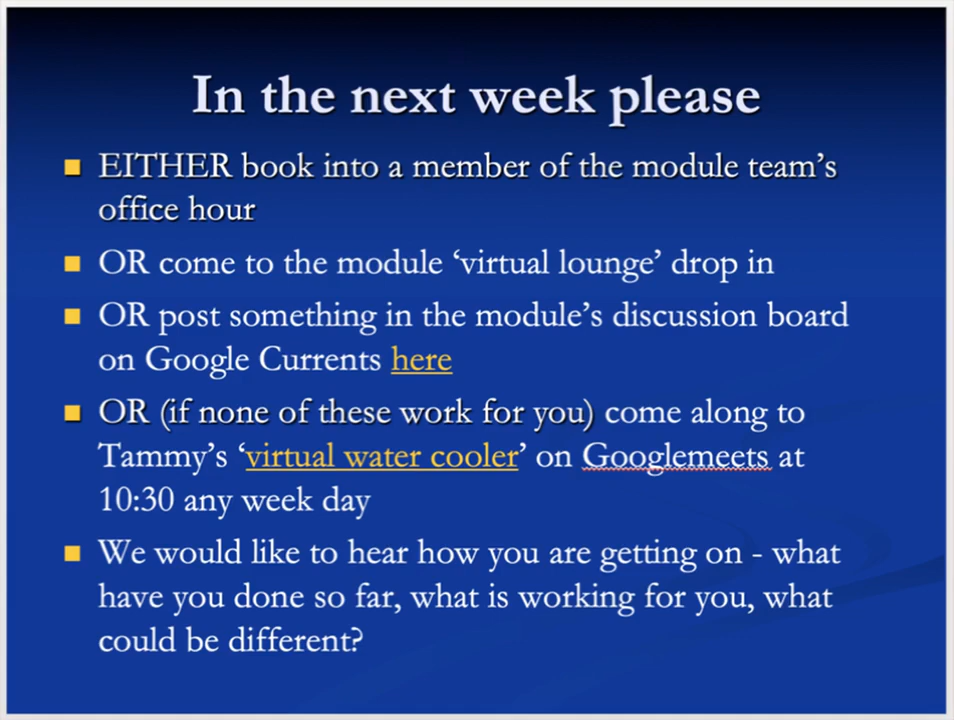 In the next week please
EITHER book into a member of the module team’s
office hour
OR come to the module ‘virtual lounge’ drop in
OR post something in the module’s discussion board
on Google Currents here
OR (if none of these work for you) come along to
Tammy’s ‘virtual water cooler’ on Googlemeets at
10:30 any week day
We would like to hear how you are getting on - what
have you done so far, what is working for you, what
could be different?